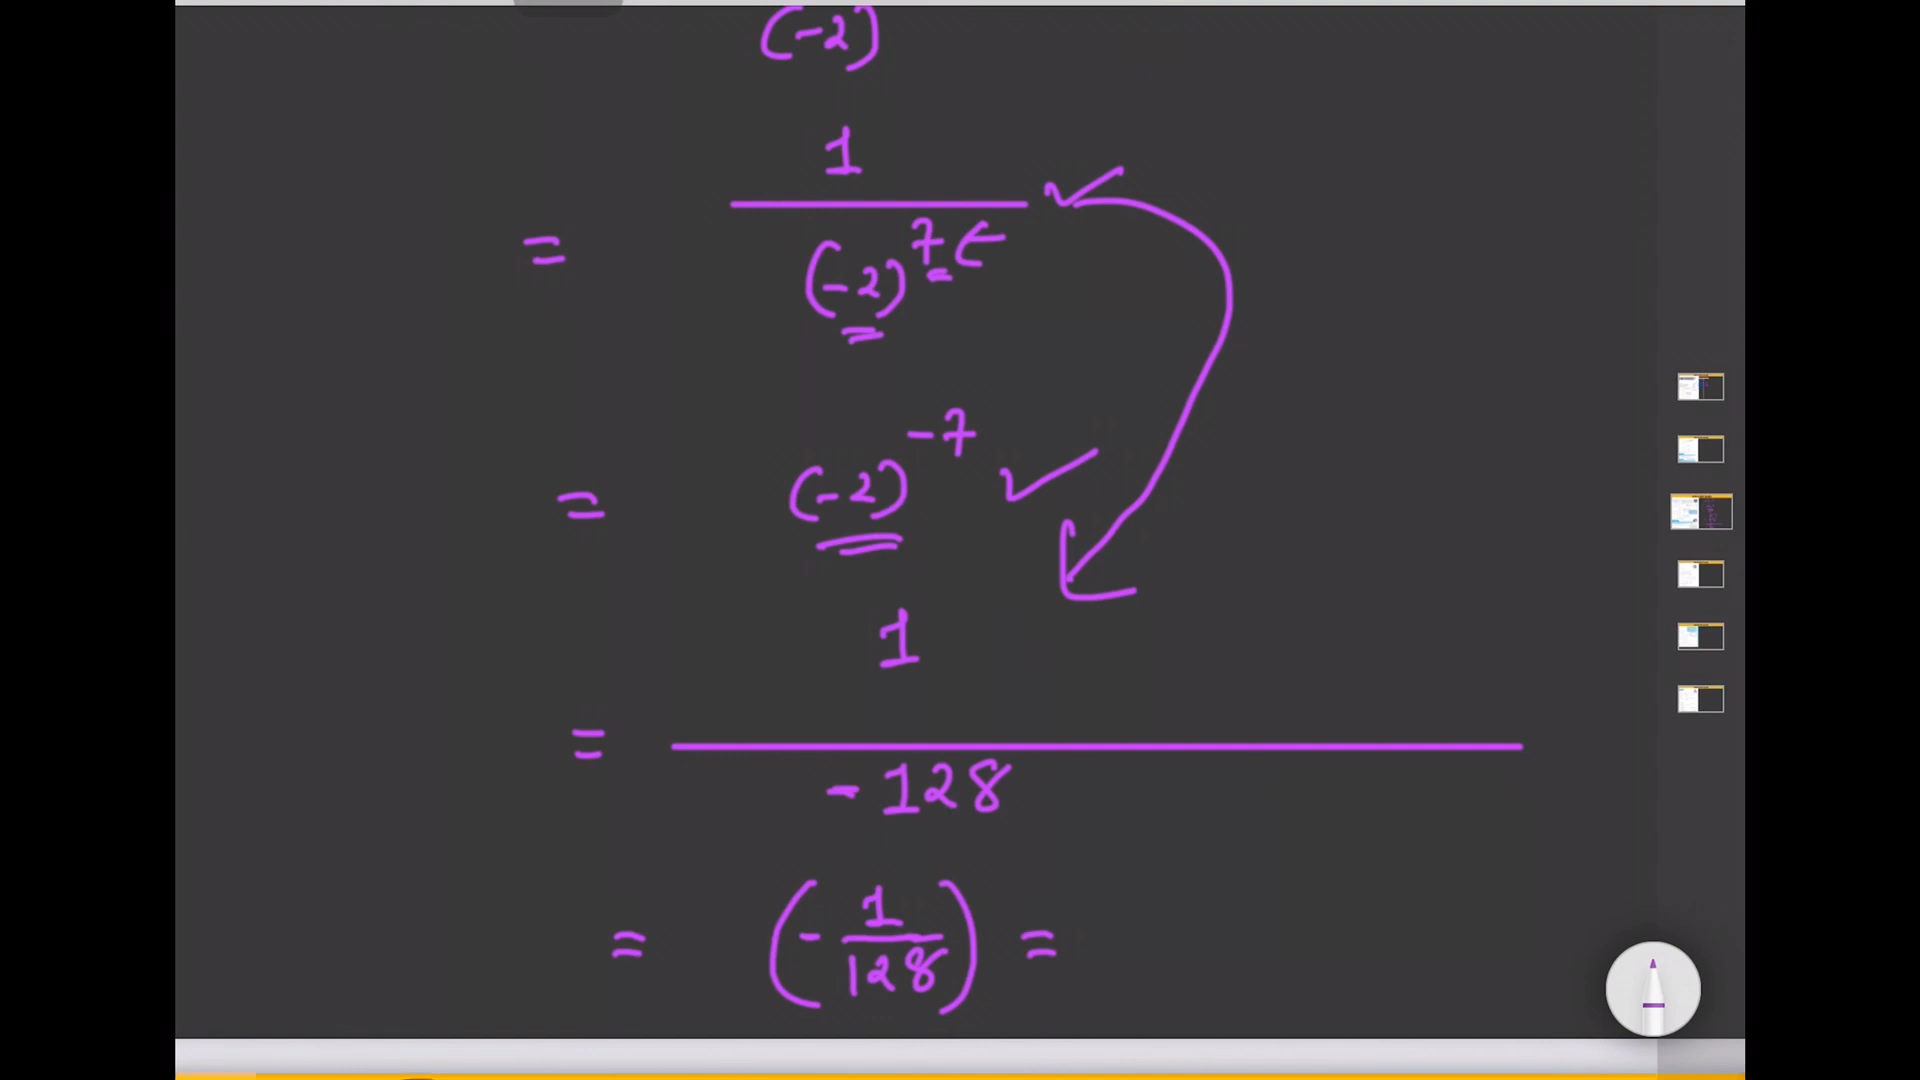 (-2)
1
= (-2)^7 ←
= (-2)^-7 ✓
1
=
-128
= (-1/128) =